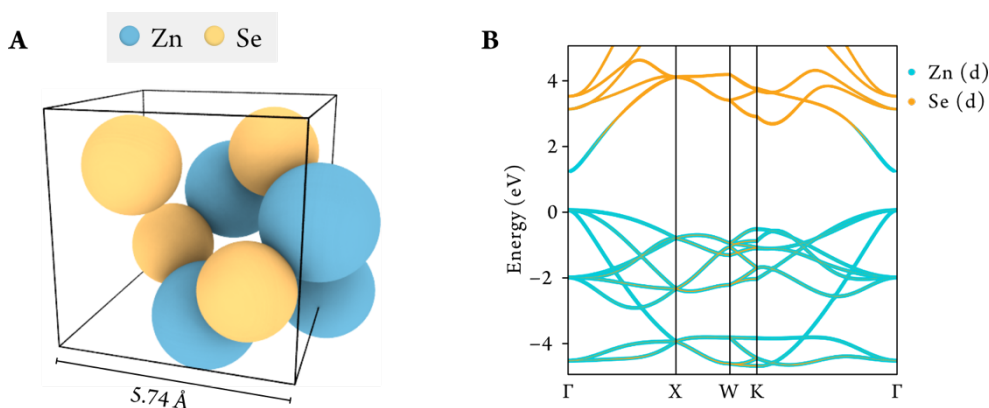 A
Zn
Se
5.74 Å
B
Energy (eV)
4
2
0
−2
−4
Γ
X
W
K
Γ
Zn (d)
Se (d)